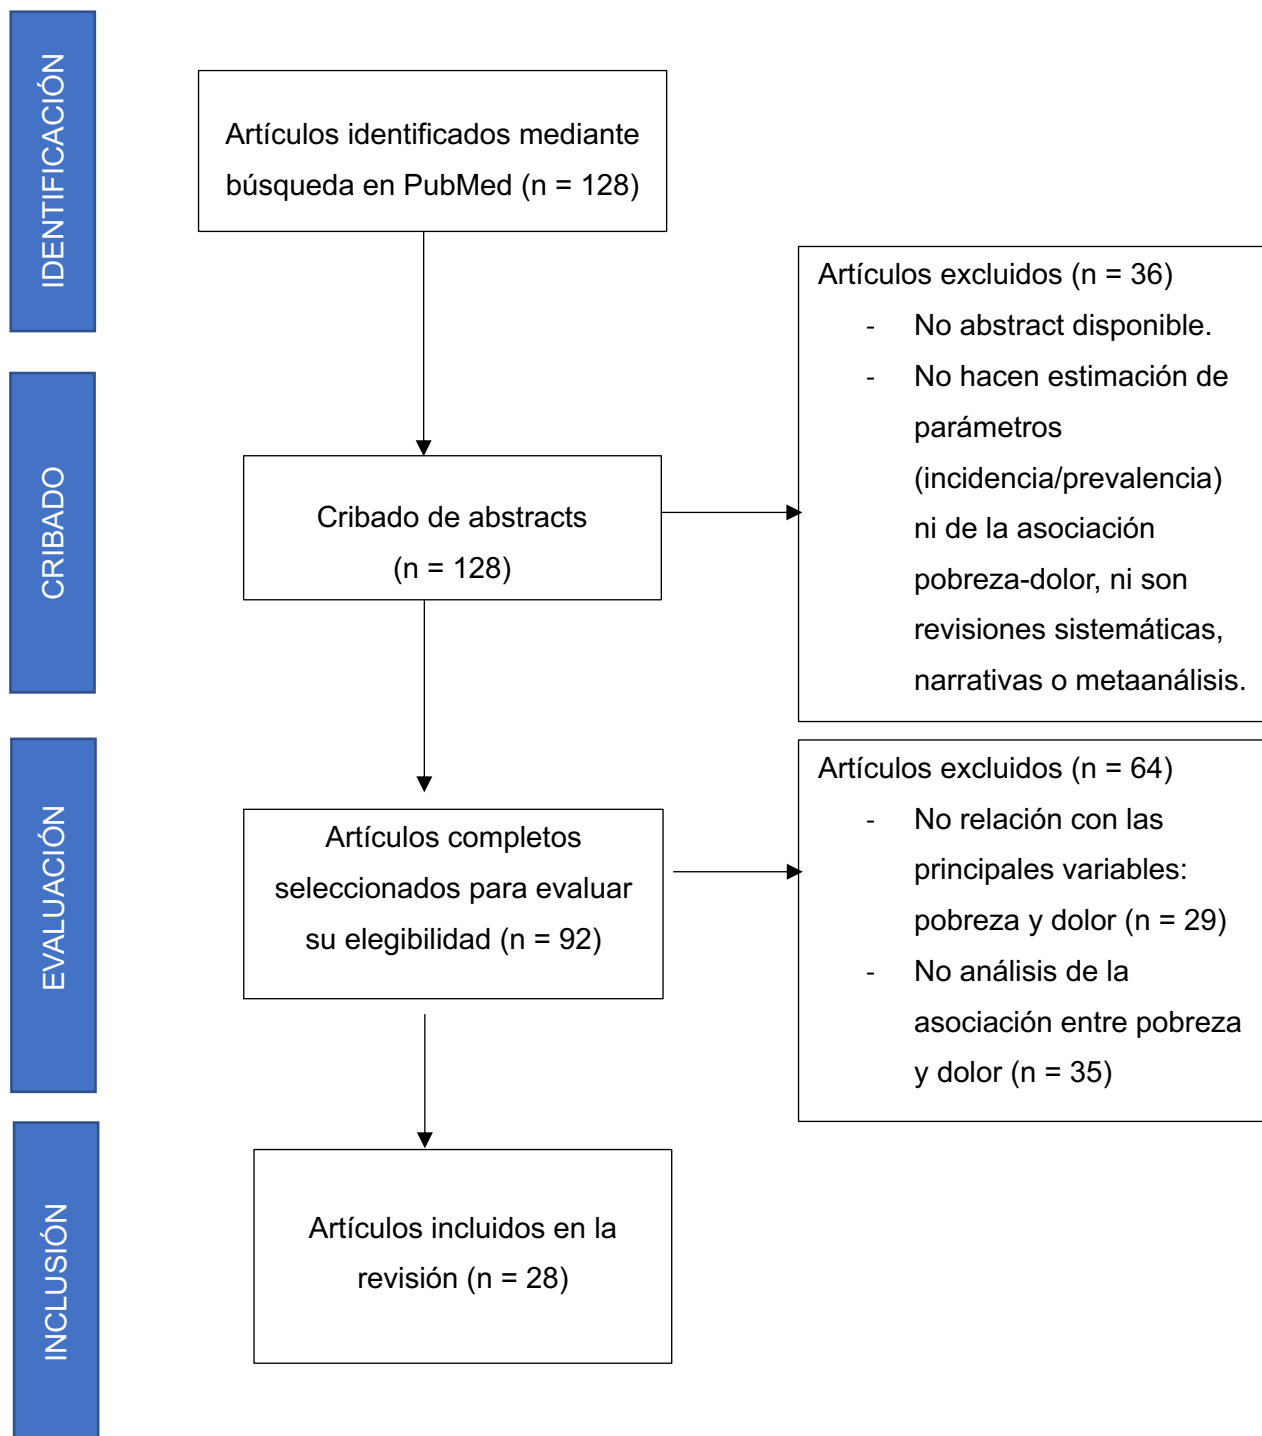 IDENTIFICACIÓN
Artículos identificados mediante
búsqueda en PubMed (n = 128)
CRIBADO
Cribado de abstracts
(n = 128)
Artículos excluidos (n = 36)
- No abstract disponible.
- No hacen estimación de
parámetros
(incidencia/prevalencia)
ni de la asociación
pobreza-dolor, ni son
revisiones sistemáticas,
narrativas o metaanálisis.
EVALUACIÓN
Artículos completos
seleccionados para evaluar
su elegibilidad (n = 92)
Artículos excluidos (n = 64)
- No relación con las
principales variables:
pobreza y dolor (n = 29)
- No análisis de la
asociación entre pobreza
y dolor (n = 35)
INCLUSIÓN
Artículos incluidos en la
revisión (n = 28)